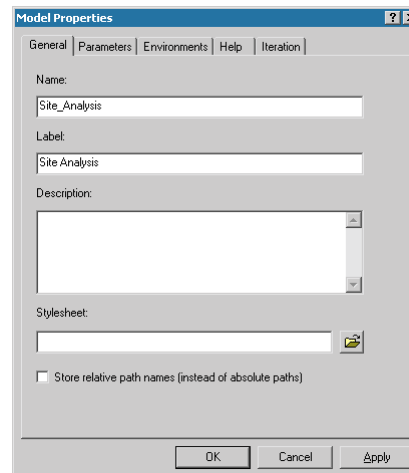 Model Properties
General Parameters Environments Help Iteration
Name:
Site_Analysis
Label:
Site Analysis
Description:
Stylesheet:
Store relative path names (instead of absolute paths)
OK Cancel Apply